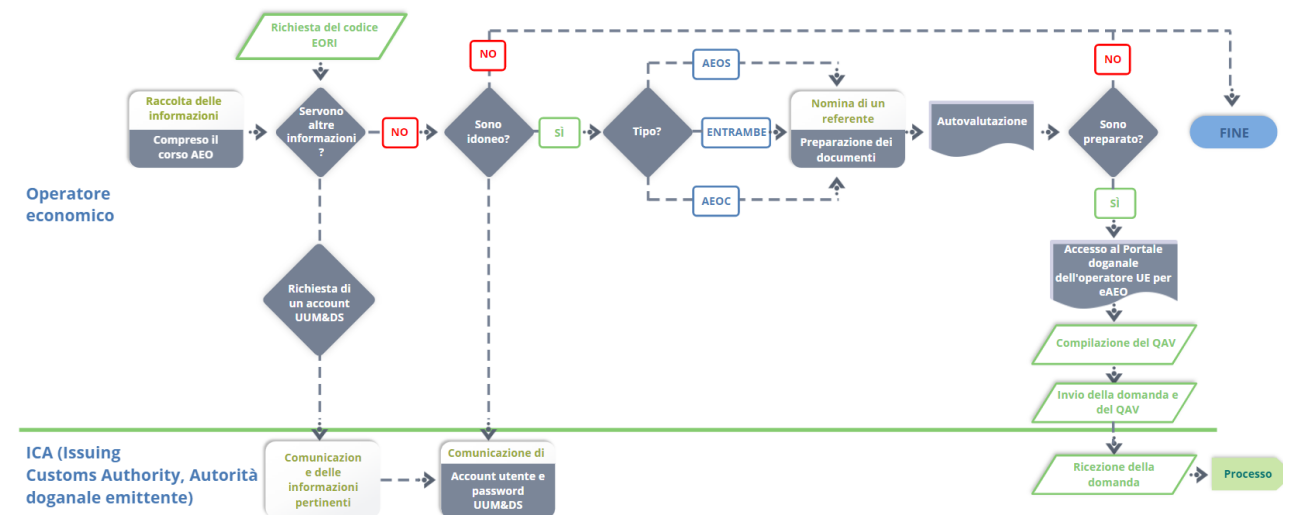 Richiesta del codice
EORI
NO
NO
AEOS
Raccolta delle
informazioni
Compreso il
corso AEO
Servono
altre
informazioni
?
NO
Sono
idoneo?
SÌ
Tipo?
ENTRAMBE
Nomina di un
referente
Preparazione dei
documenti
Autovalutazione
Sono
preparato?
FINE
Operatore
economico
AEOC
SÌ
Richiesta di
un account
UUM&DS
Accesso al Portale
doganale
dell'operatore UE per
eAEO
Compilazione del QAV
Invio della domanda e
del QAV
ICA (Issuing
Customs Authority, Autorità
doganale emittente)
Comunicazion
e delle
informazioni
pertinenti
Comunicazione di
Account utente e
password
UUM&DS
Ricezione della
domanda
Processo